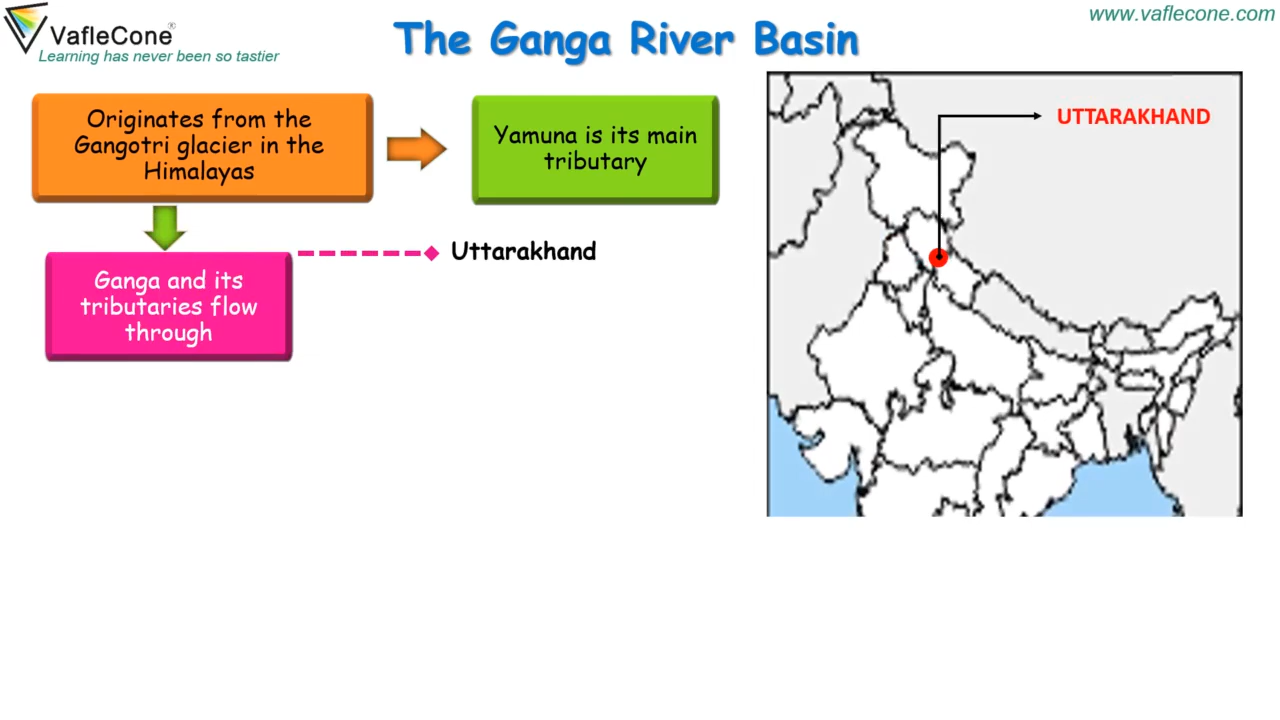 VafleCone®
Learning has never been so tastier
The Ganga River Basin
www.vaflecone.com
Originates from the
Gangotri glacier in the
Himalayas
Yamuna is its main
tributary
Ganga and its
tributaries flow
through
Uttarakhand
UTTARAKHAND